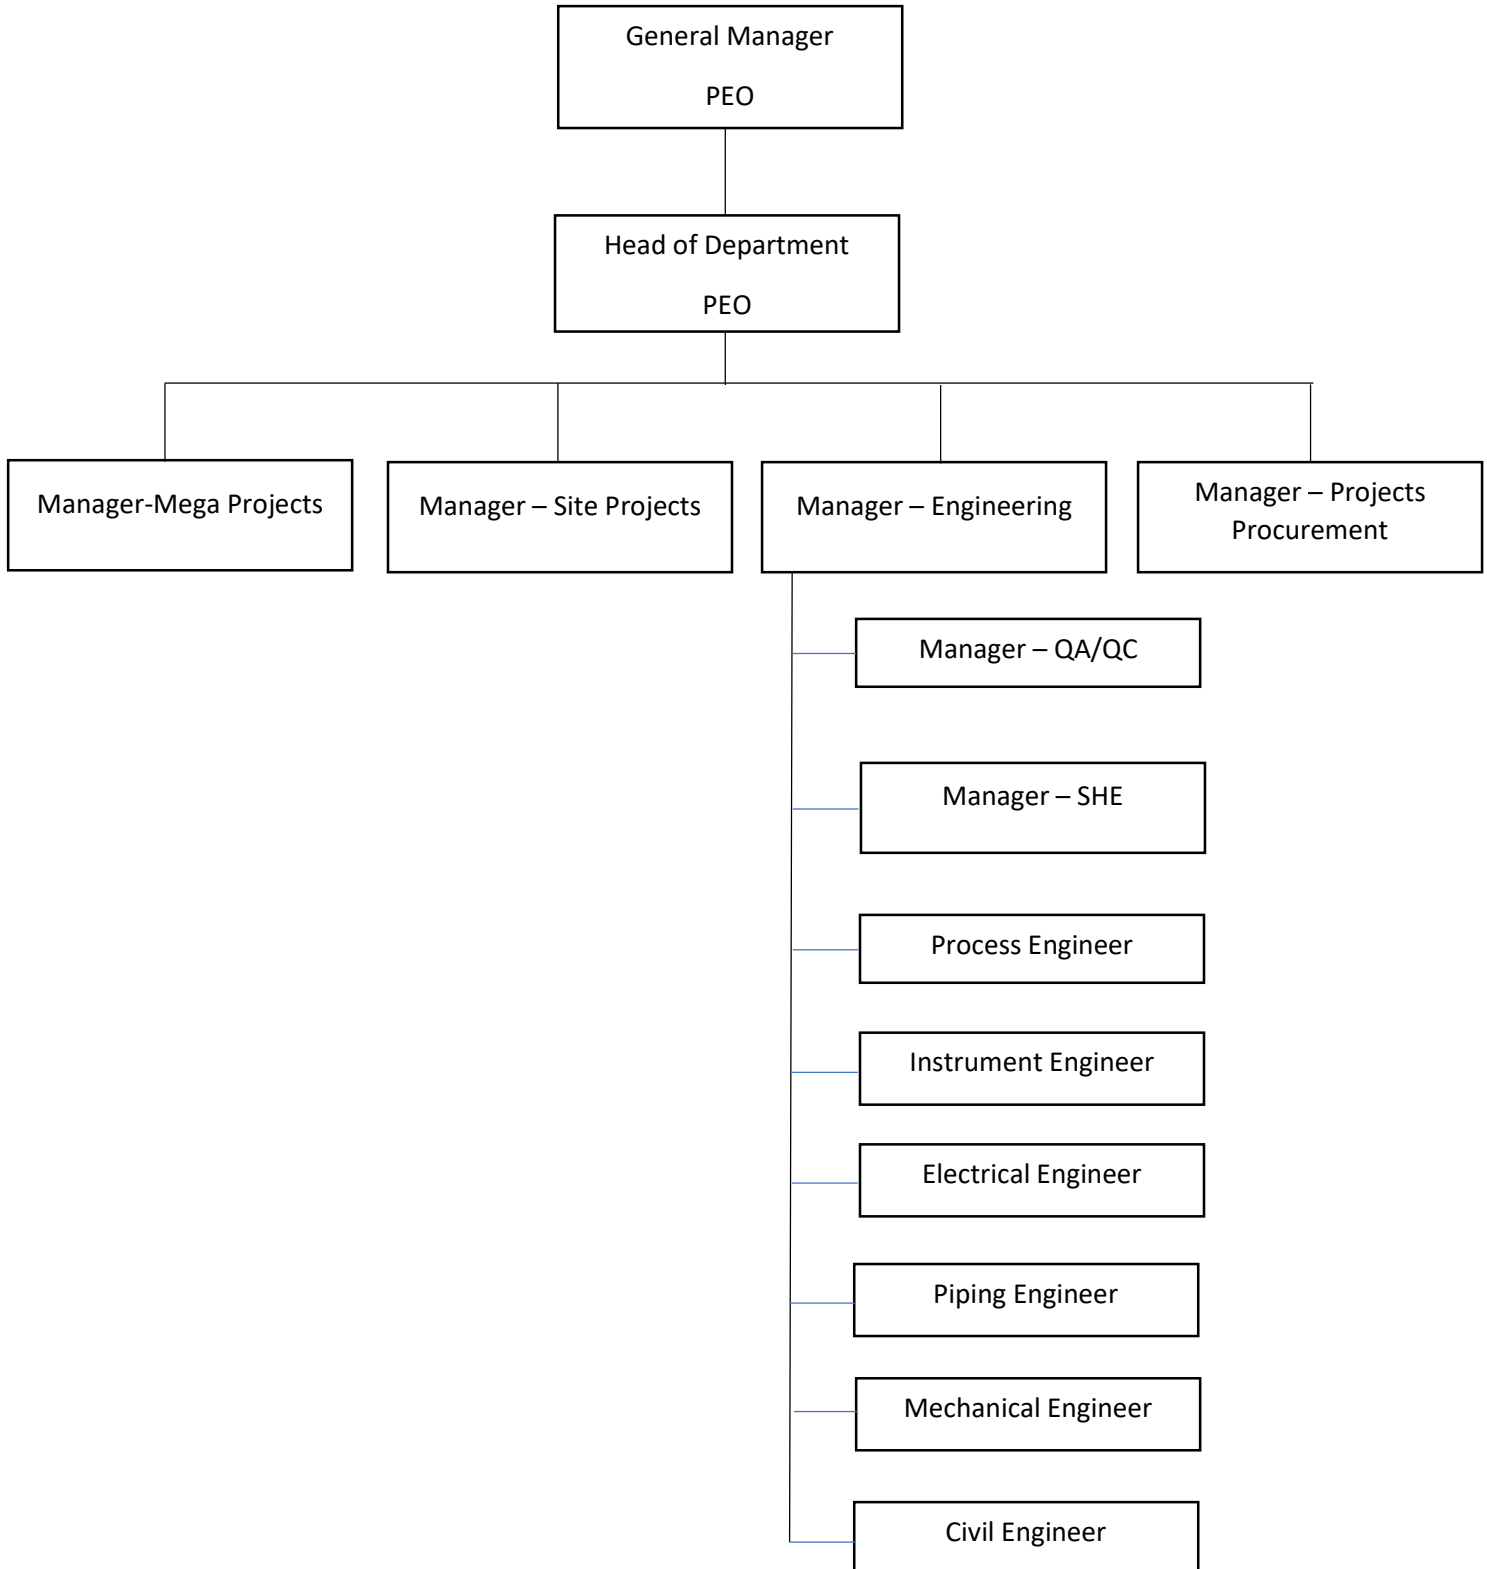 General Manager
PEO
Head of Department
PEO
Manager-Mega Projects
Manager – Site Projects
Manager – Engineering
Manager – Projects
Procurement
Manager – QA/QC
Manager – SHE
Process Engineer
Instrument Engineer
Electrical Engineer
Piping Engineer
Mechanical Engineer
Civil Engineer